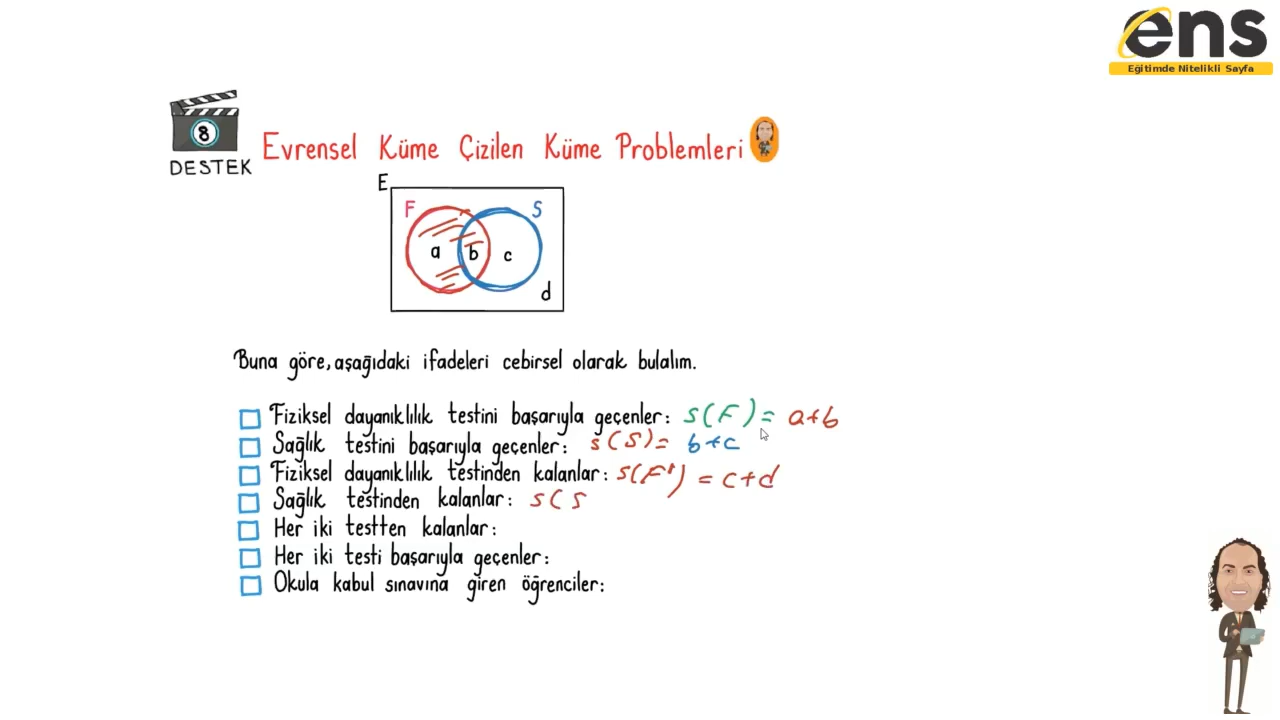 ens
Eğitimde Nitelikli Sayfa
8
DESTEK
Evrensel Küme Çizilen Küme Problemleri
E
F S
a b c
d
Buna göre, aşağıdaki ifadeleri cebirsel olarak bulalım.
Fiziksel dayanıklılık testini başarıyla geçenler: s(F) = a+b
Sağlık testini başarıyla geçenler: s(S) = b+c
Fiziksel dayanıklılık testinden kalanlar: s(F') = c+d
Sağlık testinden kalanlar: s(S
Her iki testten kalanlar:
Her iki testi başarıyla geçenler:
Okula kabul sınavına giren öğrenciler: